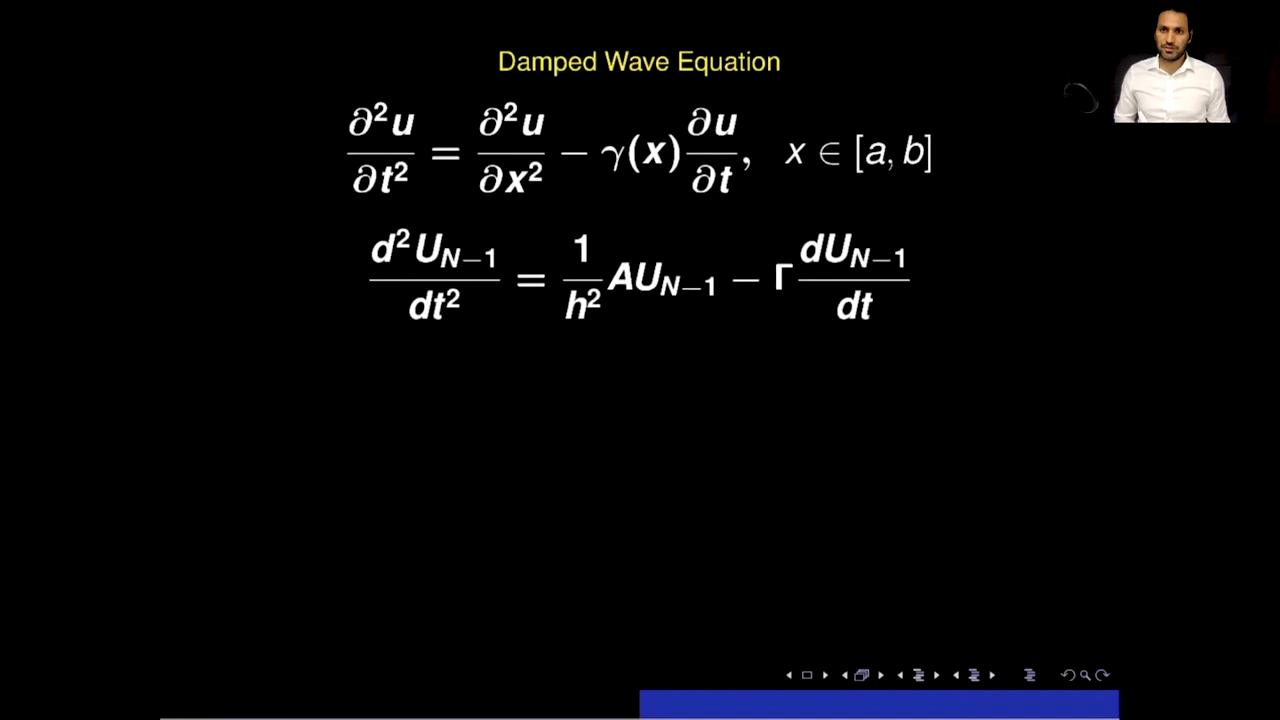 Damped Wave Equation
∂²u/∂t² = ∂²u/∂x² − γ(x) ∂u/∂t, x ∈ [a, b]
d²U_{N−1}/dt² = 1/h² AU_{N−1} − Γ dU_{N−1}/dt